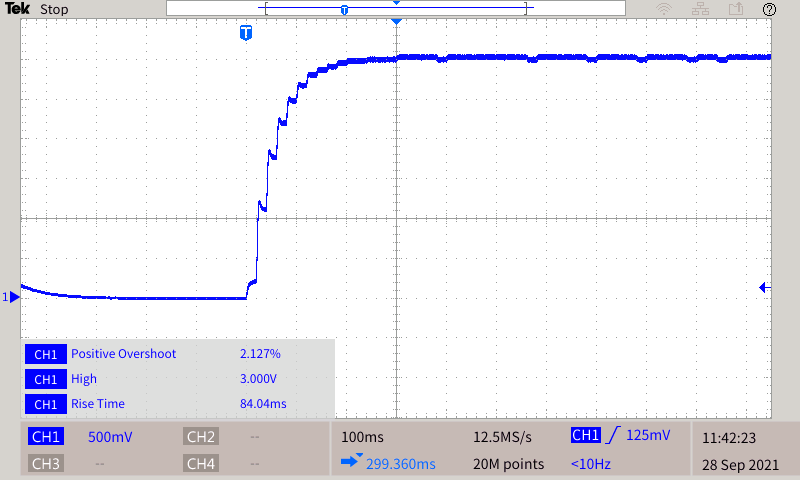 Tek Stop
T
T
1
CH1 Positive Overshoot 2.127%
CH1 High 3.000V
CH1 Rise Time 84.04ms
CH1 500mV CH2 -- 100ms 12.5MS/s CH1 125mV 11:42:23
CH3 -- CH4 -- 299.360ms 20M points <10Hz 28 Sep 2021